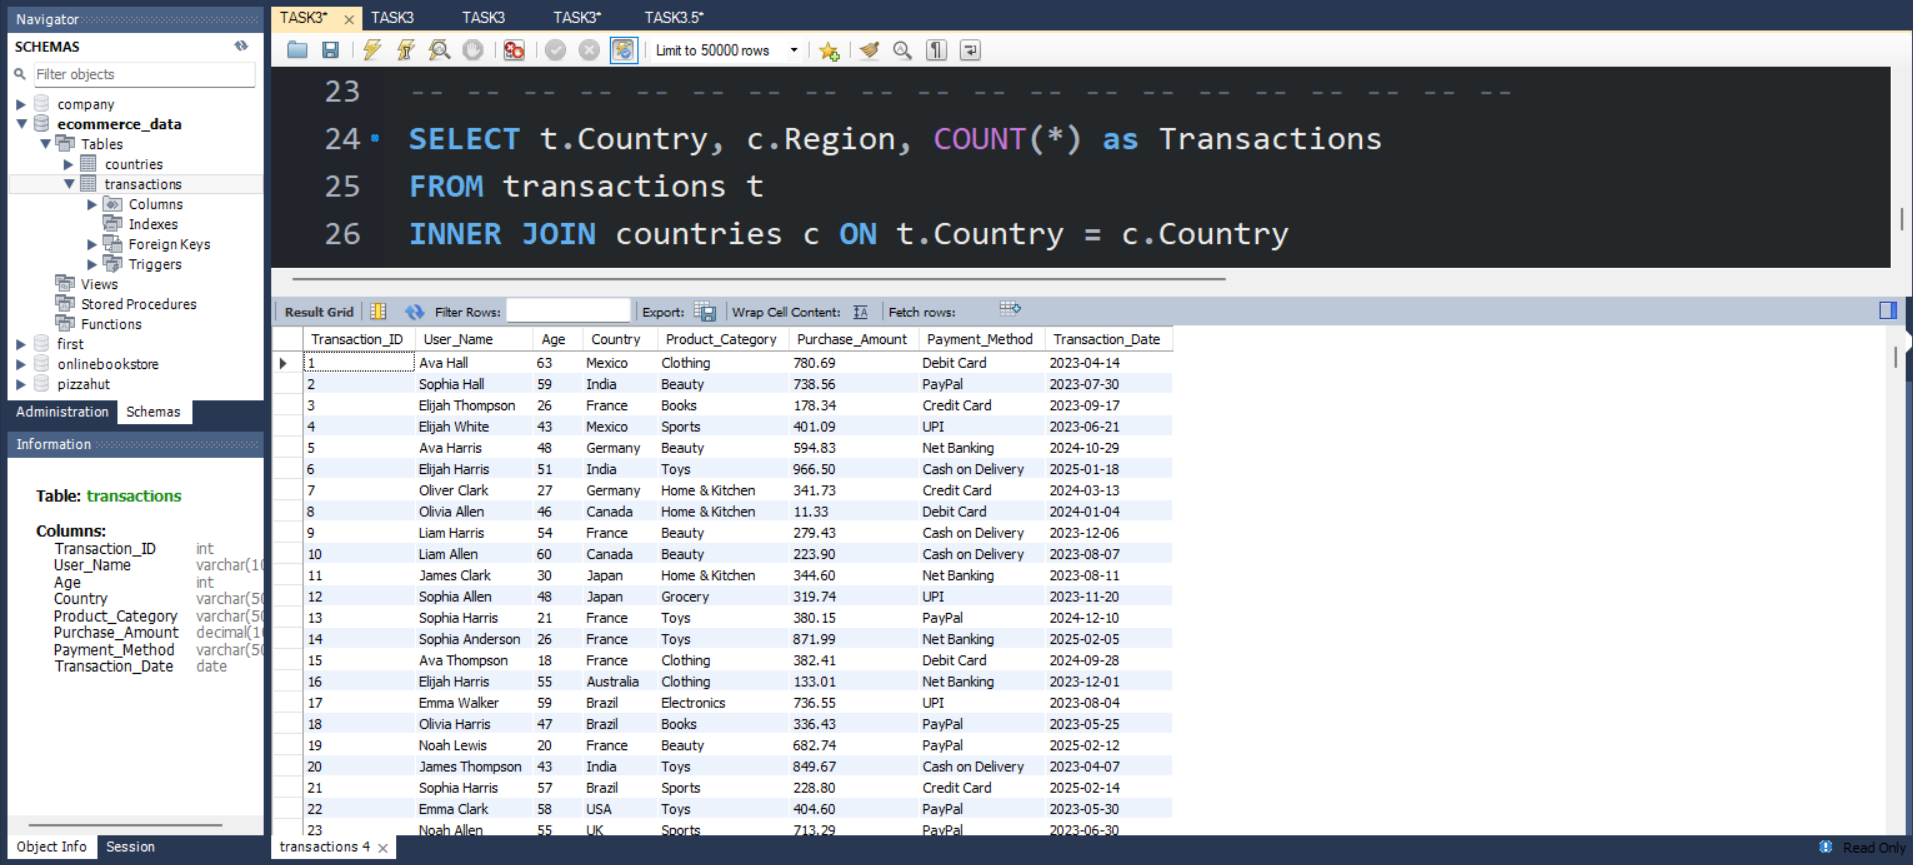 Navigator
SCHEMAS
Filter objects
company
ecommerce_data
Tables
countries
transactions
Columns
Indexes
Foreign Keys
Triggers
Views
Stored Procedures
Functions
first
onlinebookstore
pizzahut
Administration Schemas
Information
Table: transactions
Columns:
Transaction_ID int
User_Name varchar(10
Age int
Country varchar(50
Product_Category varchar(50
Purchase_Amount decimal(10
Payment_Method varchar(50
Transaction_Date date
Object Info Session
TASK3* TASK3 TASK3 TASK3* TASK3.5*
Limit to 50000 rows
23 -- -- -- -- -- -- -- -- -- -- -- -- -- -- -- -- -- -- -- --
24 SELECT t.Country, c.Region, COUNT(*) as Transactions
25 FROM transactions t
26 INNER JOIN countries c ON t.Country = c.Country
Result Grid Filter Rows: Export: Wrap Cell Content: Fetch rows:
Transaction_ID User_Name Age Country Product_Category Purchase_Amount Payment_Method Transaction_Date
1 Ava Hall 63 Mexico Clothing 780.69 Debit Card 2023-04-14
2 Sophia Hall 59 India Beauty 738.56 PayPal 2023-07-30
3 Elijah Thompson 26 France Books 178.34 Credit Card 2023-09-17
4 Elijah White 43 Mexico Sports 401.09 UPI 2023-06-21
5 Ava Harris 48 Germany Beauty 594.83 Net Banking 2024-10-29
6 Elijah Harris 51 India Toys 966.50 Cash on Delivery 2025-01-18
7 Oliver Clark 27 Germany Home & Kitchen 341.73 Credit Card 2024-03-13
8 Olivia Allen 46 Canada Home & Kitchen 11.33 Debit Card 2024-01-04
9 Liam Harris 54 France Beauty 279.43 Cash on Delivery 2023-12-06
10 Liam Allen 60 Canada Beauty 223.90 Cash on Delivery 2023-08-07
11 James Clark 30 Japan Home & Kitchen 344.60 Net Banking 2023-08-11
12 Sophia Allen 48 Japan Grocery 319.74 UPI 2023-11-20
13 Sophia Harris 21 France Toys 380.15 PayPal 2024-12-10
14 Sophia Anderson 26 France Toys 871.99 Net Banking 2025-02-05
15 Ava Thompson 18 France Clothing 382.41 Debit Card 2024-09-28
16 Elijah Harris 55 Australia Clothing 133.01 Net Banking 2023-12-01
17 Emma Walker 59 Brazil Electronics 736.55 UPI 2023-08-04
18 Olivia Harris 47 Brazil Books 336.43 PayPal 2023-05-25
19 Noah Lewis 20 France Beauty 682.74 PayPal 2025-02-12
20 James Thompson 43 India Toys 849.67 Cash on Delivery 2023-04-07
21 Sophia Harris 57 Brazil Sports 228.80 Credit Card 2025-02-14
22 Emma Clark 58 USA Toys 404.60 PayPal 2023-05-30
23 Noah Allen 55 UK Sports 713.29 PayPal 2023-06-30
transactions 4
Read Only